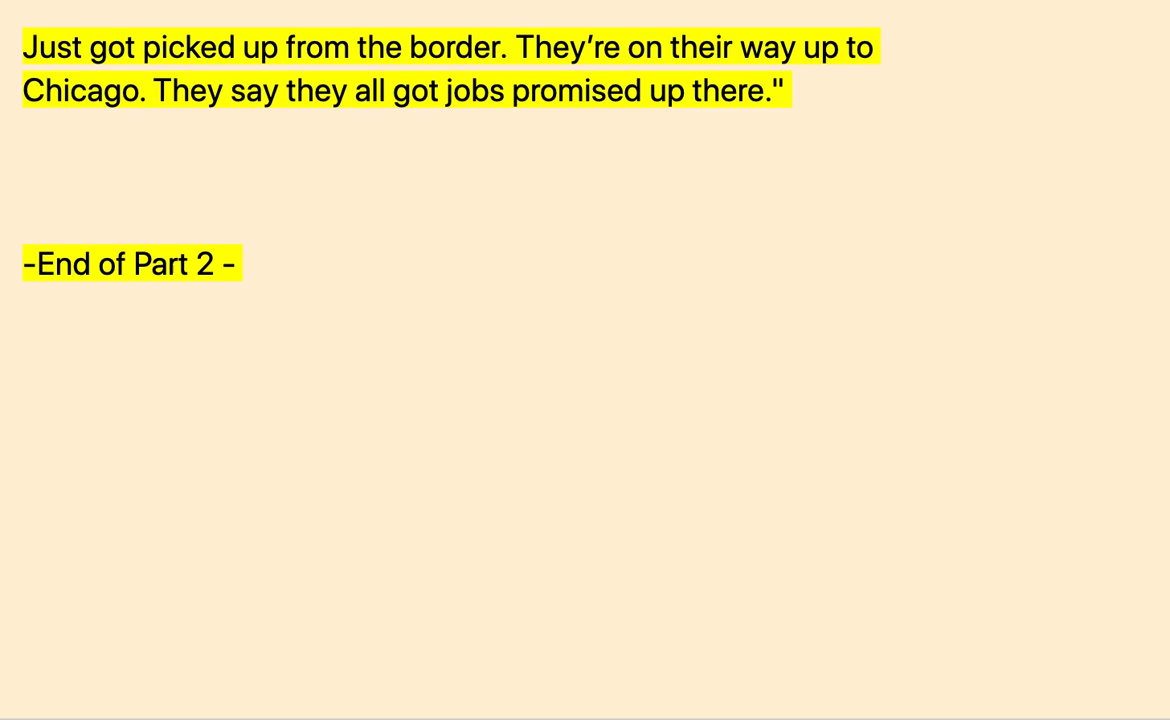 Just got picked up from the border. They’re on their way up to
Chicago. They say they all got jobs promised up there."
-End of Part 2 -